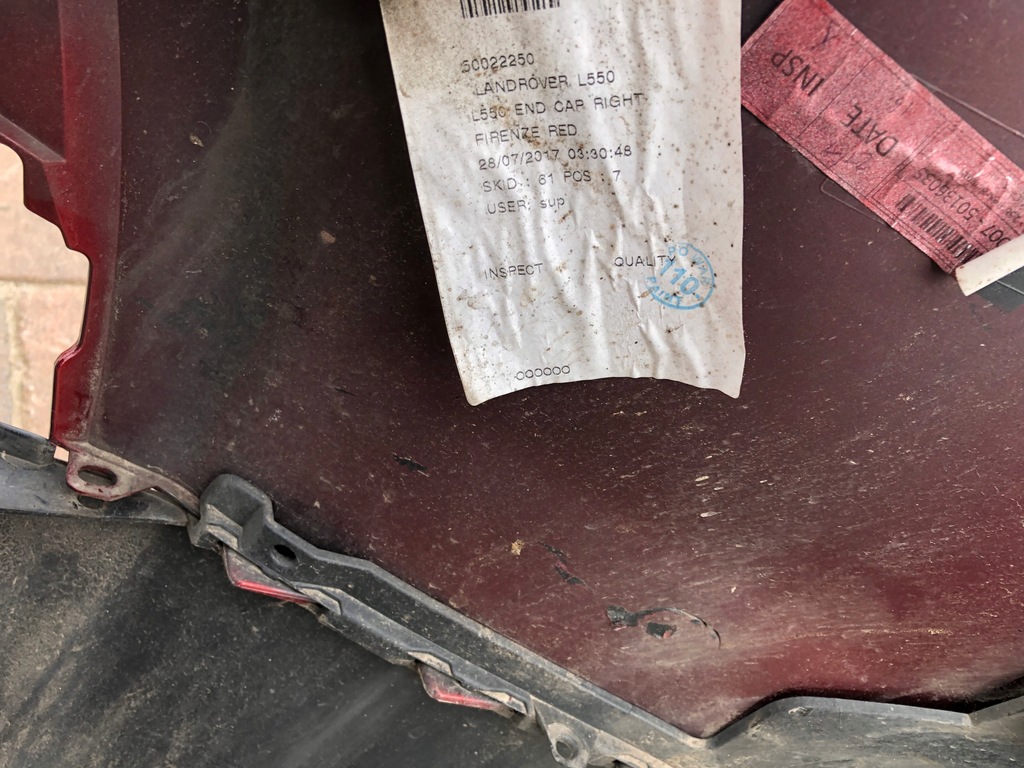 50022250
LANDROVER L550
L550 END CAP RIGHT
FIRENZE RED
28/07/2017 03:30:48
SKID : 61 POS : 7
USER: sup
INSPECT QUALITY
110
000000
INSP
DATE